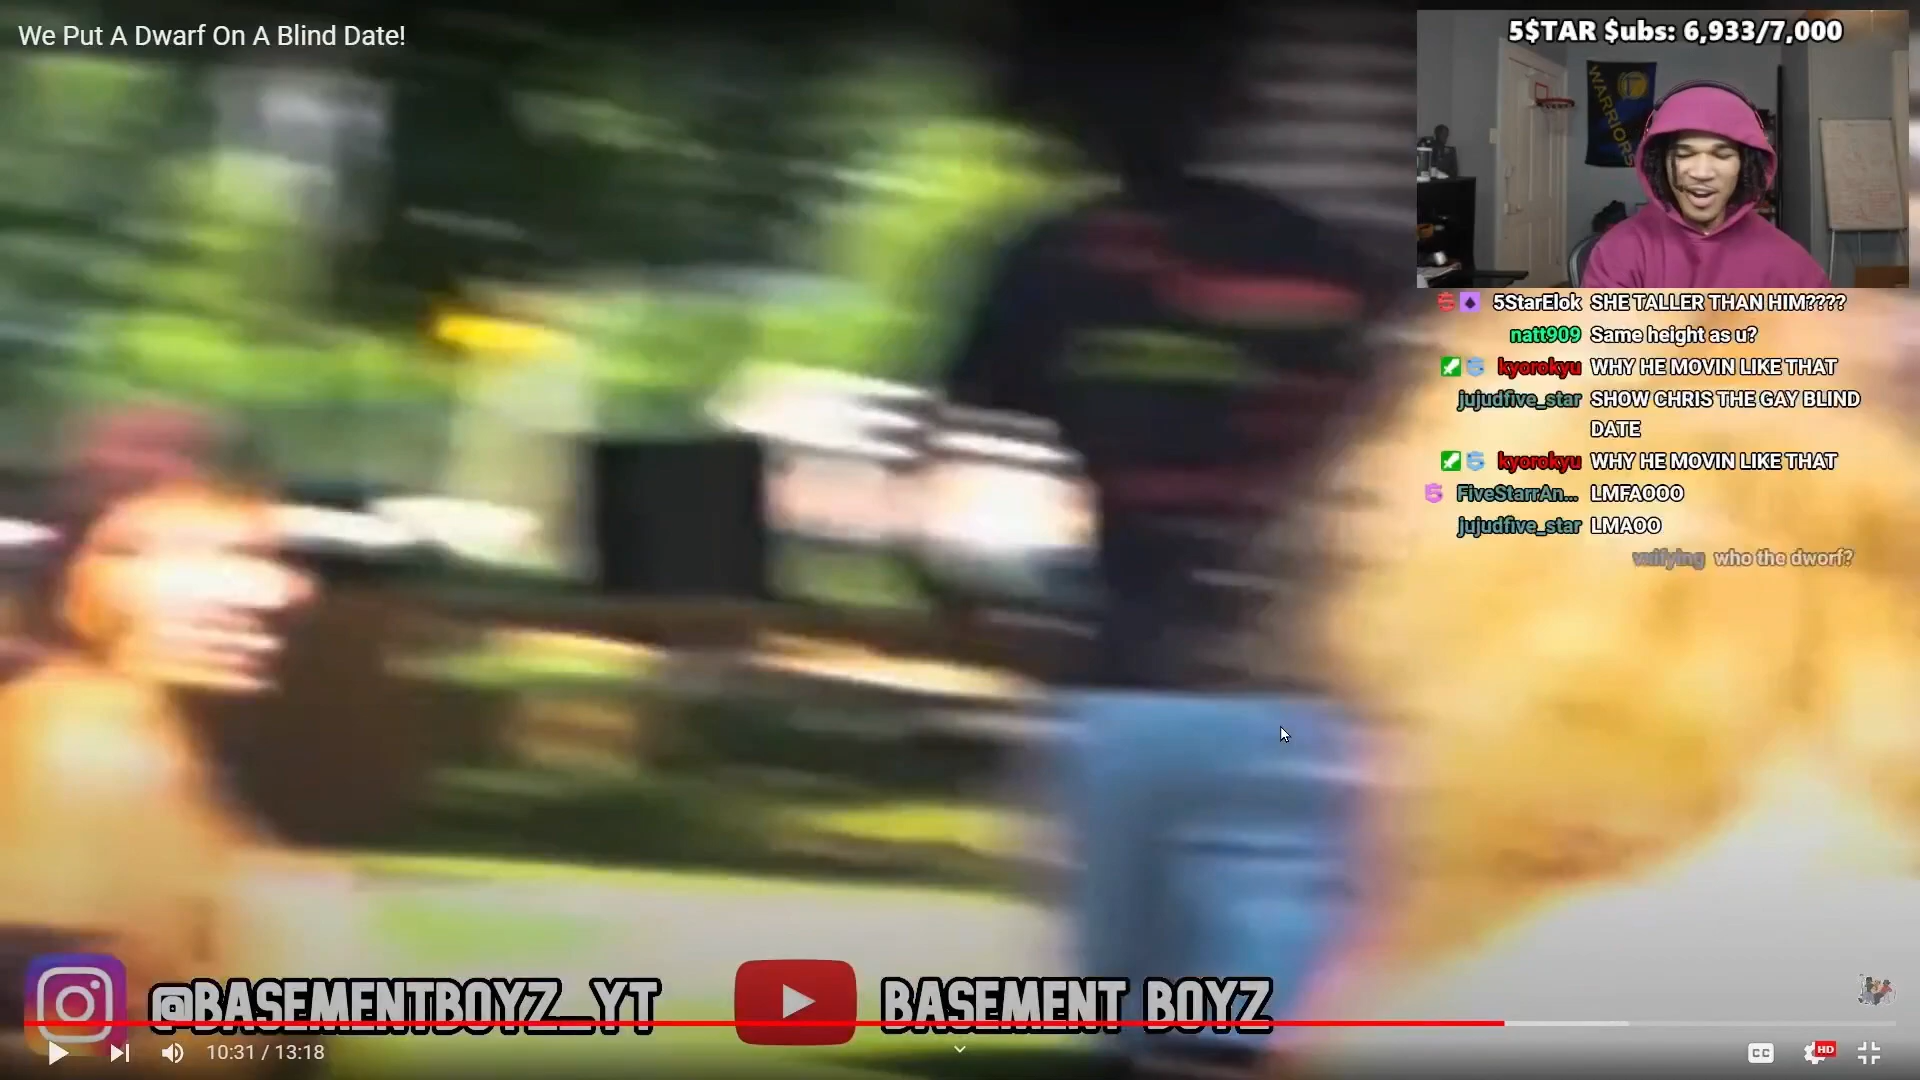 We Put A Dwarf On A Blind Date!
5$TAR $ubs: 6,933/7,000
WARRIORS
5StarElok SHE TALLER THAN HIM????
natt909 Same height as u?
kyorokyu WHY HE MOVIN LIKE THAT
jujudfive_star SHOW CHRIS THE GAY BLIND
DATE
kyorokyu WHY HE MOVIN LIKE THAT
FiveStarrAn... LMFAOOO
jujudfive_star LMAOO
who the dworf?
@BASEMENTBOYZ_YT BASEMENT BOYZ
10:31 / 13:18
CC HD